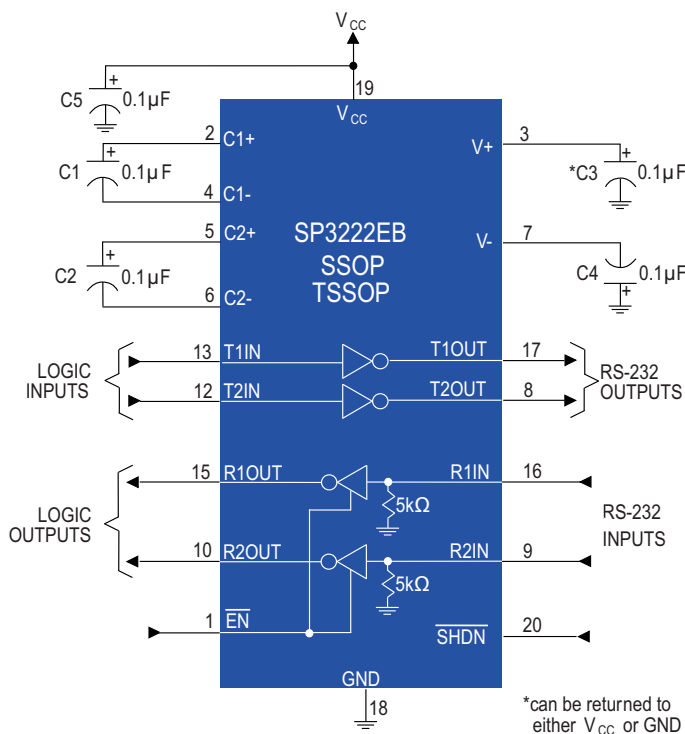 VCC
19
VCC
C5
+
0.1µF
2
C1+
C1
+
0.1µF
4
C1-
5
C2+
C2
+
0.1µF
6
C2-
V+
3
*C3
+
0.1µF
V-
7
C4
+
0.1µF
SP3222EB
SSOP
TSSOP
LOGIC
INPUTS
13
T1IN
T1OUT
17
12
T2IN
T2OUT
8
RS-232
OUTPUTS
LOGIC
OUTPUTS
15
R1OUT
R1IN
16
5kΩ
10
R2OUT
R2IN
9
5kΩ
RS-232
INPUTS
1
EN
SHDN
20
GND
18
*can be returned to
either VCC or GND